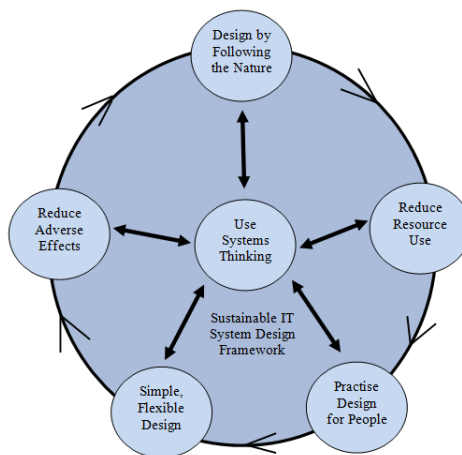 Design by
Following
the Nature
Reduce
Adverse
Effects
Use
Systems
Thinking
Reduce
Resource
Use
Sustainable IT
System Design
Framework
Simple,
Flexible
Design
Practise
Design
for People